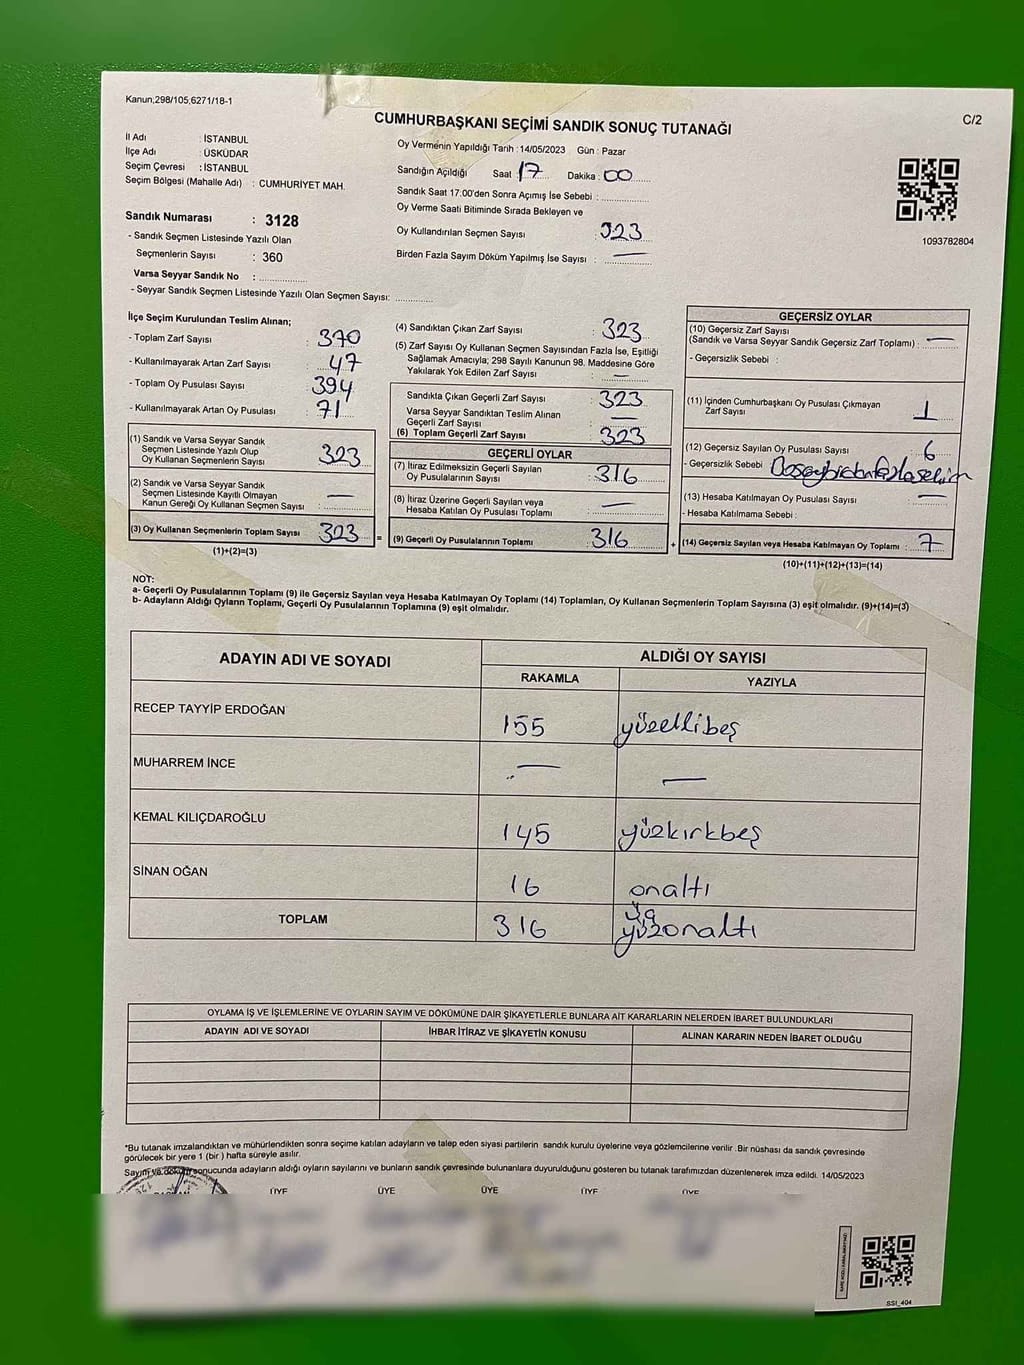 Kanun;298/105,6271/18-1
C/2
CUMHURBAŞKANI SEÇİMİ SANDIK SONUÇ TUTANAĞI
İl Adı : İSTANBUL
İlçe Adı : ÜSKÜDAR
Seçim Çevresi : İSTANBUL
Seçim Bölgesi (Mahalle Adı) : CUMHURİYET MAH.
Sandık Numarası : 3128
- Sandık Seçmen Listesinde Yazılı Olan
Seçmenlerin Sayısı : 360
Varsa Seyyar Sandık No :
- Seyyar Sandık Seçmen Listesinde Yazılı Olan Seçmen Sayısı:
Oy Vermenin Yapıldığı Tarih : 14/05/2023 Gün : Pazar
Sandığın Açıldığı Saat : 17 Dakika : 00
Sandık Saat 17:00'den Sonra Açımış İse Sebebi :
Oy Verme Saati Bitiminde Sırada Bekleyen ve
Oy Kullandırılan Seçmen Sayısı : 323
Birden Fazla Sayım Döküm Yapılmış İse Sayısı : —
1093782804
İlçe Seçim Kurulundan Teslim Alınan;
- Toplam Zarf Sayısı : 370
- Kullanılmayarak Artan Zarf Sayısı : 47
- Toplam Oy Pusulası Sayısı : 394
- Kullanılmayarak Artan Oy Pusulası : 71
(1) Sandık ve Varsa Seyyar Sandık
Seçmen Listesinde Yazılı Olup
Oy Kullanan Seçmenlerin Sayısı : 323
(2) Sandık ve Varsa Seyyar Sandık
Seçmen Listesinde Kayıtlı Olmayan
Kanun Gereği Oy Kullanan Seçmen Sayısı : —
(3) Oy Kullanan Seçmenlerin Toplam Sayısı : 323 =
(1)+(2)=(3)
(4) Sandıktan Çıkan Zarf Sayısı : 323
(5) Zarf Sayısı Oy Kullanan Seçmen Sayısından Fazla İse, Eşitliği
Sağlamak Amacıyla; 298 Sayılı Kanunun 98. Maddesine Göre
Yakılarak Yok Edilen Zarf Sayısı : —
Sandıkta Çıkan Geçerli Zarf Sayısı : 323
Varsa Seyyar Sandıktan Teslim Alınan
Geçerli Zarf Sayısı : —
(6) Toplam Geçerli Zarf Sayısı : 323
GEÇERLİ OYLAR
(7) İtiraz Edilmeksizin Geçerli Sayılan
Oy Pusulalarının Sayısı : 316
(8) İtiraz Üzerine Geçerli Sayılan veya
Hesaba Katılan Oy Pusulası Toplamı : —
(9) Geçerli Oy Pusulalarının Toplamı : 316 +
GEÇERSİZ OYLAR
(10) Geçersiz Zarf Sayısı
(Sandık ve Varsa Seyyar Sandık Geçersiz Zarf Toplamı) : —
- Geçersizlik Sebebi :
(11) İçinden Cumhurbaşkanı Oy Pusulası Çıkmayan
Zarf Sayısı : 1
(12) Geçersiz Sayılan Oy Pusulası Sayısı : 6
- Geçersizlik Sebebi :
(13) Hesaba Katılmayan Oy Pusulası Sayısı : —
- Hesaba Katılmama Sebebi :
(14) Geçersiz Sayılan veya Hesaba Katılmayan Oy Toplamı : 7
(10)+(11)+(12)+(13)=(14)
NOT:
a- Geçerli Oy Pusulalarının Toplamı (9) ile Geçersiz Sayılan veya Hesaba Katılmayan Oy Toplamı (14) Toplamları, Oy Kullanan Seçmenlerin Toplam Sayısına (3) eşit olmalıdır. (9)+(14)=(3)
b- Adayların Aldığı Oyların Toplamı, Geçerli Oy Pusulalarının Toplamına (9) eşit olmalıdır.
ADAYIN ADI VE SOYADI
ALDIĞI OY SAYISI
RAKAMLA YAZIYLA
RECEP TAYYİP ERDOĞAN 155 yüzellibeş
MUHARREM İNCE — —
KEMAL KILIÇDAROĞLU 145 yüzkırkbeş
SİNAN OĞAN 16 onaltı
TOPLAM 316 üç yüzonaltı
OYLAMA İŞ VE İŞLEMLERİNE VE OYLARIN SAYIM VE DÖKÜMÜNE DAİR ŞİKAYETLERLE BUNLARA AİT KARARLARIN NELERDEN İBARET BULUNDUKLARI
ADAYIN ADI VE SOYADI İHBAR İTİRAZ VE ŞİKAYETİN KONUSU ALINAN KARARIN NEDEN İBARET OLDUĞU
*Bu tutanak imzalandıktan ve mühürlendikten sonra seçime katılan adayların ve talep eden siyasi partilerin sandık kurulu üyelerine veya gözlemcilerine verilir .Bir nüshası da sandık çevresinde
görülecek bir yere 1 (bir ) hafta süreyle asılır.
Sayım ve döküm sonucunda adayların aldığı oyların sayılarını ve bunların sandık çevresinde bulunanlara duyurulduğunu gösteren bu tutanak tarafımızdan düzenlenerek imza edildi. 14/05/2023
ÜYE ÜYE ÜYE ÜYE ÜYE
SSI_404